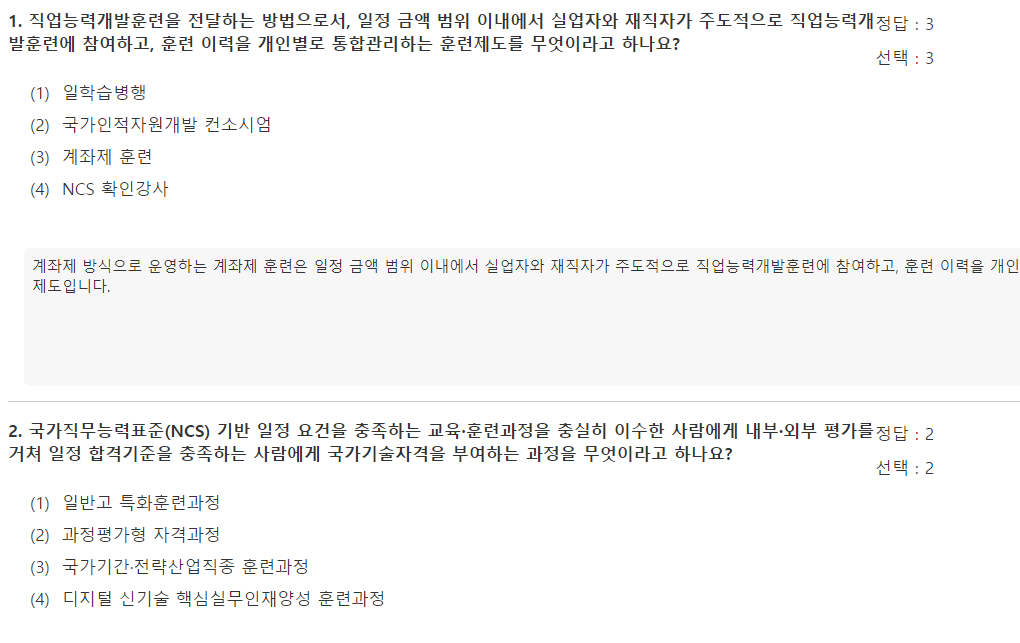 1. 직업능력개발훈련을 전달하는 방법으로서, 일정 금액 범위 이내에서 실업자와 재직자가 주도적으로 직업능력개
발훈련에 참여하고, 훈련 이력을 개인별로 통합관리하는 훈련제도를 무엇이라고 하나요?
정답 : 3
선택 : 3
(1) 일학습병행
(2) 국가인적자원개발 컨소시엄
(3) 계좌제 훈련
(4) NCS 확인강사
계좌제 방식으로 운영하는 계좌제 훈련은 일정 금액 범위 이내에서 실업자와 재직자가 주도적으로 직업능력개발훈련에 참여하고, 훈련 이력을 개인
제도입니다.
2. 국가직무능력표준(NCS) 기반 일정 요건을 충족하는 교육·훈련과정을 충실히 이수한 사람에게 내부·외부 평가를
거쳐 일정 합격기준을 충족하는 사람에게 국가기술자격을 부여하는 과정을 무엇이라고 하나요?
정답 : 2
선택 : 2
(1) 일반고 특화훈련과정
(2) 과정평가형 자격과정
(3) 국가기간·전략산업직종 훈련과정
(4) 디지털 신기술 핵심실무인재양성 훈련과정